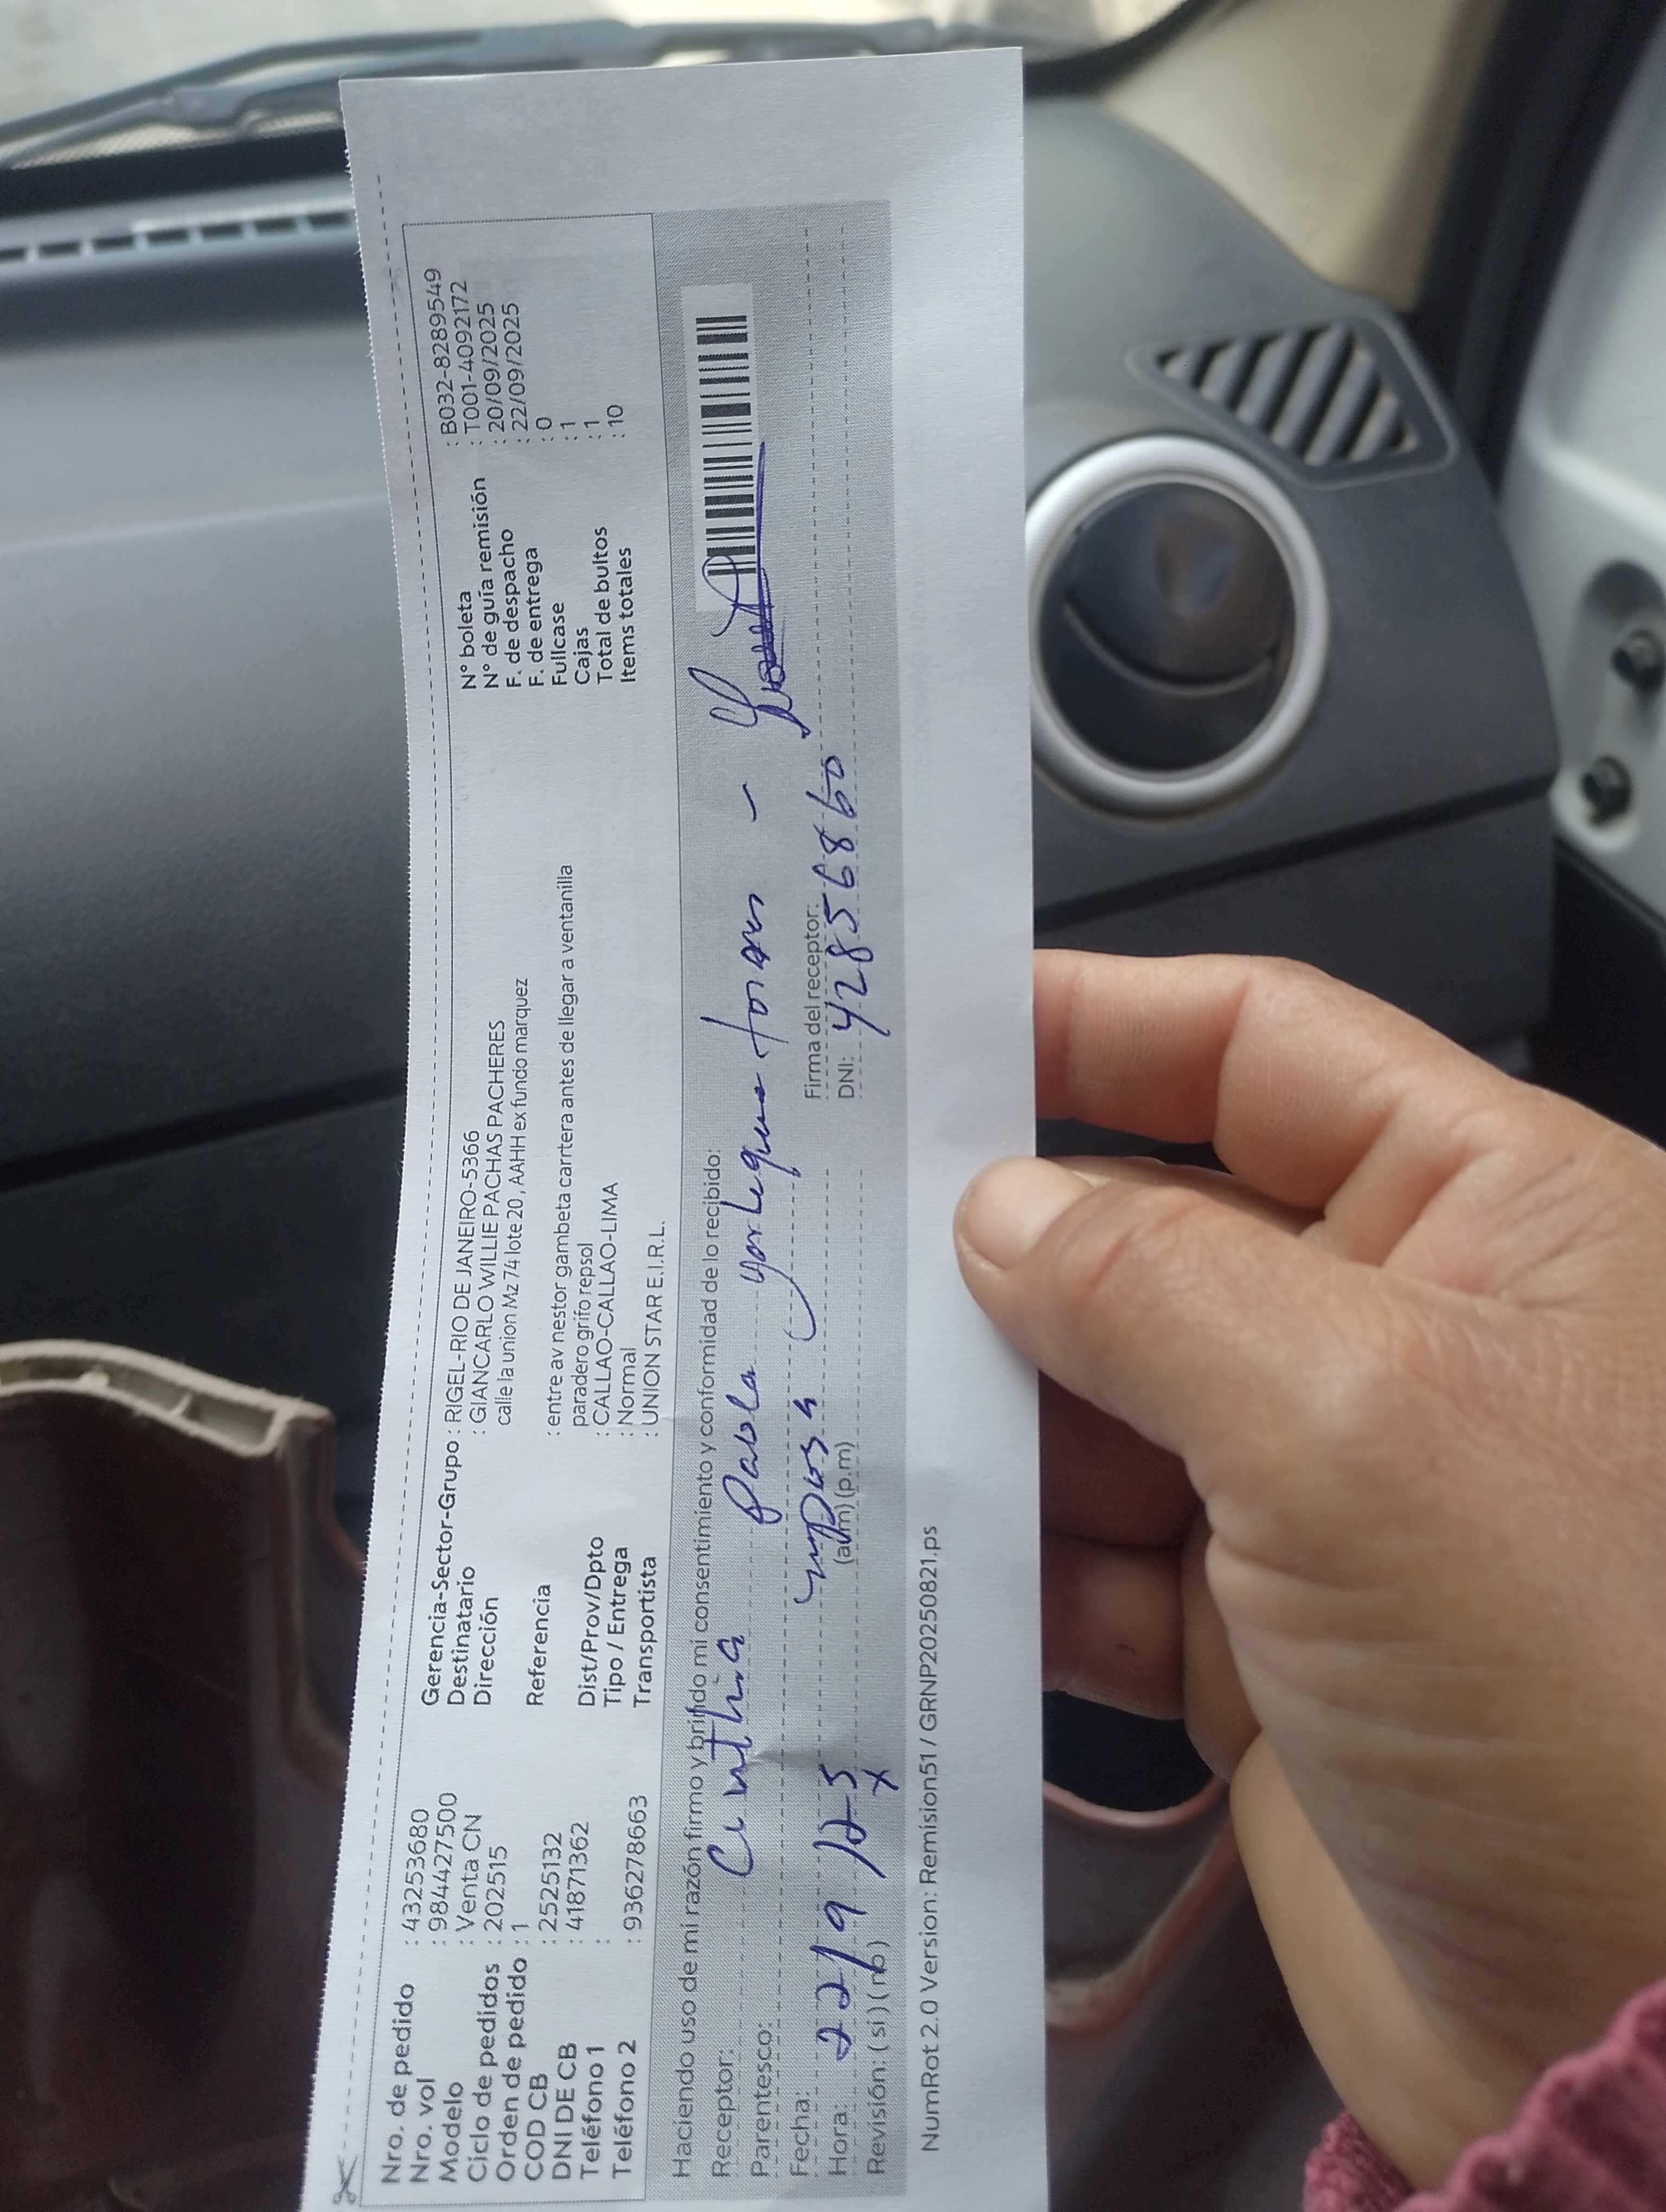 Nro. de pedido : 43253680
Nro. vol : 984427500
Modelo : Venta CN
Ciclo de pedidos : 202515
Orden de pedido : 1
COD CB : 2525132
DNI DE CB : 41871362
Teléfono 1 :
Teléfono 2 : 936278663
Gerencia-Sector-Grupo : RIGEL-RIO DE JANEIRO-5366
Destinatario : GIANCARLO WILLIE PACHAS PACHERES
Dirección calle la union Mz 74 lote 20, AAHH ex fundo marquez
Referencia : entre av nestor gambeta carrtera antes de llegar a ventanilla
paradero grifo repsol
Dist/Prov/Dpto : CALLAO-CALLAO-LIMA
Tipo / Entrega : Normal
Transportista : UNION STAR E.I.R.L.
N° boleta : B032-8289549
N° de guía remisión : T001-4092172
F. de despacho : 20/09/2025
F. de entrega : 22/09/2025
Fullcase : 0
Cajas : 1
Total de bultos : 1
Items totales : 10
Haciendo uso de mi razón firmo y brindo mi consentimiento y conformidad de lo recibido:
Receptor: Cinthia Paola
Parentesco:
Fecha: 22/9/25
Hora: (a.m) (p.m)
Revisión: (si) (no) x
Firma del receptor:
DNI: 42856860
NumRot 2.0 Version: Remision51 / GRNP20250821.ps